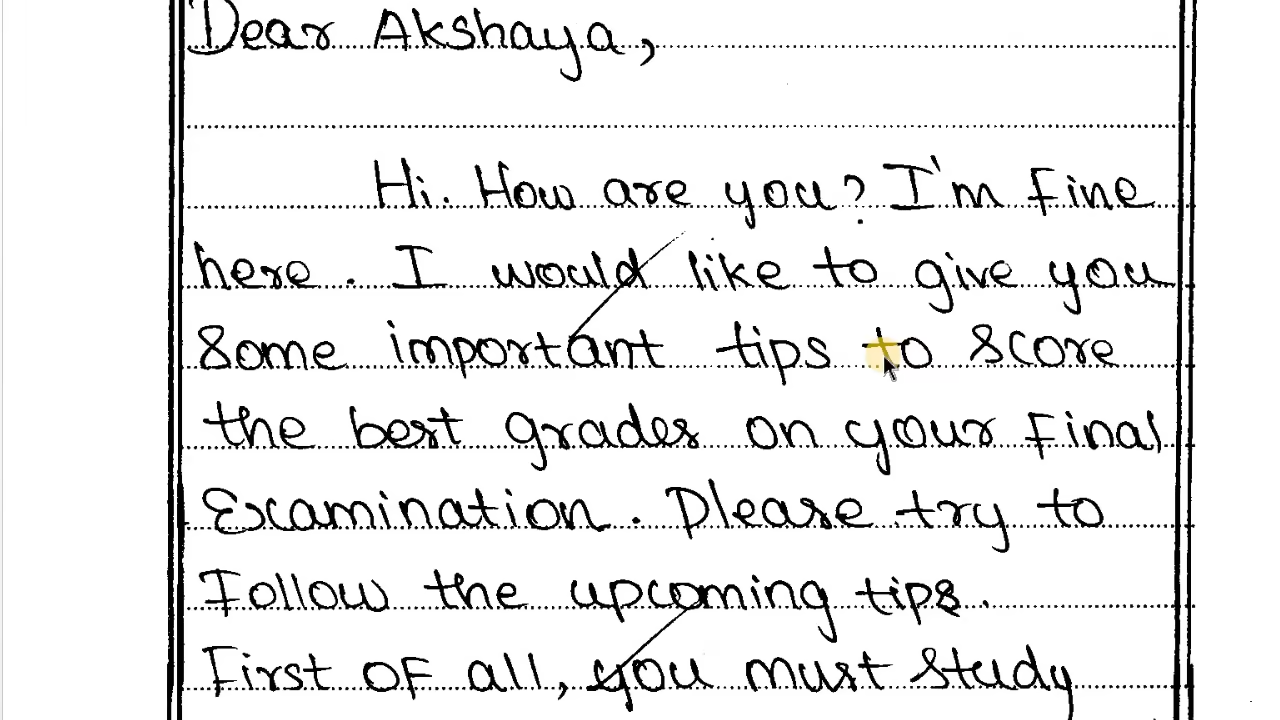 Dear Akshaya,
Hi. How are you? I'm fine
here. I would like to give you
some important tips to score
the best grades on your final
Examination. Please try to
follow the upcoming tips.
First of all, you must study